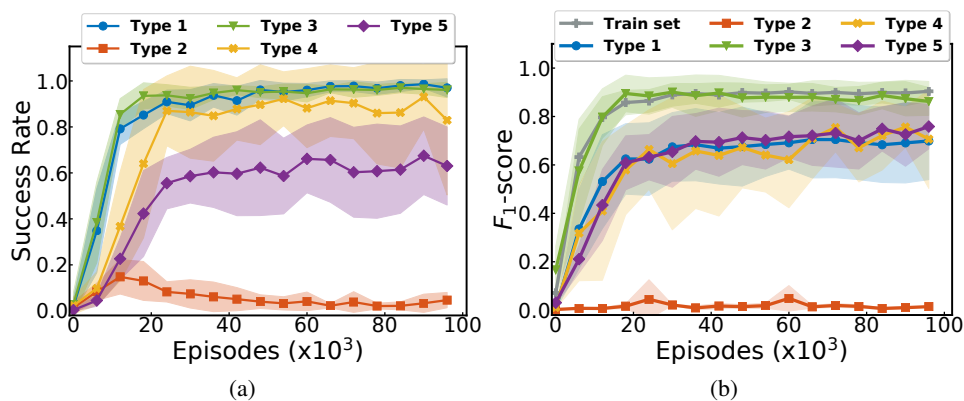 Type 1 Type 3 Type 5
Type 2 Type 4
Success Rate
1.0
0.8
0.6
0.4
0.2
0.0
0 20 40 60 80 100
Episodes (x10³)
(a)
Train set Type 2 Type 4
Type 1 Type 3 Type 5
F₁-score
1.0
0.8
0.6
0.4
0.2
0.0
0 20 40 60 80 100
Episodes (x10³)
(b)